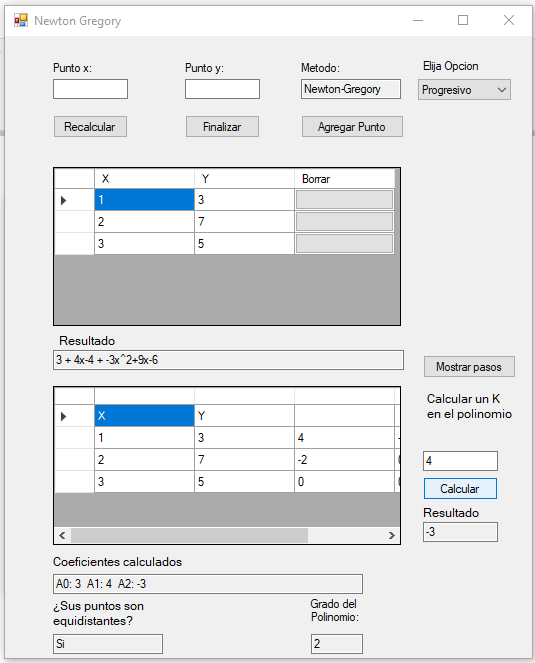 Newton Gregory
Punto x: Punto y: Metodo: Elija Opcion
Newton-Gregory Progresivo
Recalcular Finalizar Agregar Punto
X Y Borrar
1 3
2 7
3 5
Resultado
3 + 4x-4 + -3x^2+9x-6
Mostrar pasos
Calcular un K
en el polinomio
X Y
1 3 4
2 7 -2
3 5 0
4
Calcular
Resultado
-3
Coeficientes calculados
A0: 3 A1: 4 A2: -3
¿Sus puntos son
equidistantes?
Si
Grado del
Polinomio:
2